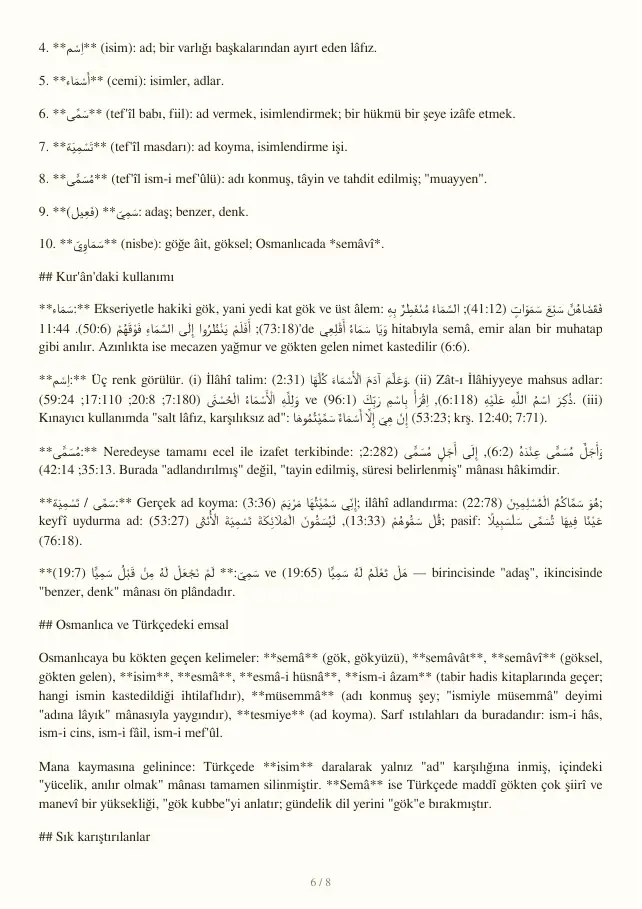 4. **اِسْم** (isim): ad; bir varlığı başkalarından ayırt eden lâfız.
5. **أَسْمَاء** (cemi): isimler, adlar.
6. **سَمَّى** (tef'îl babı, fiil): ad vermek, isimlendirmek; bir hükmü bir şeye izâfe etmek.
7. **تَسْمِيَة** (tef'îl masdarı): ad koyma, isimlendirme işi.
8. **مُسَمًّى** (tef'îl ism-i mef'ûlü): adı konmuş, tâyin ve tahdit edilmiş; "muayyen".
9. **سَمِيّ** (فَعِيل): adaş; benzer, denk.
10. **سَمَاوِيّ** (nisbe): göğe âit, göksel; Osmanlıcada *semâvî*.
## Kur'ân'daki kullanımı
**سَمَاء:** Ekseriyetle hakiki gök, yani yedi kat gök ve üst âlem: فَقَضَاهُنَّ سَبْعَ سَمَوَاتٍ (41:12); السَّمَاءُ مُنْفَطِرٌ بِهِ
(73:18); أَفَلَمْ يَنْظُرُوا إِلَى السَّمَاءِ فَوْقَهُمْ (50:6). 11:44'de وَيَا سَمَاءُ أَقْلِعِي hitabıyla semâ, emir alan bir muhatap
gibi anılır. Azınlıkta ise mecazen yağmur ve gökten gelen nimet kastedilir (6:6).
**اِسْم:** Üç renk görülür. (i) İlâhî talim: وَعَلَّمَ آدَمَ الْأَسْمَاءَ كُلَّهَا (2:31). (ii) Zât-ı İlâhiyyeye mahsus adlar:
وَلِلَّهِ الْأَسْمَاءُ الْحُسْنَى (7:180; 20:8; 17:110; 59:24) ve اِقْرَأْ بِاسْمِ رَبِّكَ (96:1), ذُكِرَ اسْمُ اللَّهِ عَلَيْهِ (6:118). (iii)
Kınayıcı kullanımda "salt lâfız, karşılıksız ad": إِنْ هِيَ إِلَّا أَسْمَاءٌ سَمَّيْتُمُوهَا (53:23; krş. 12:40; 7:71).
**مُسَمًّى:** Neredeyse tamamı ecel ile izafet terkibinde: وَأَجَلٌ مُسَمًّى عِنْدَهُ (6:2), إِلَى أَجَلٍ مُسَمًّى (2:282;
42:14; 35:13). Burada "adlandırılmış" değil, "tayin edilmiş, süresi belirlenmiş" mânası hâkimdir.
**سَمَّى / تَسْمِيَة:** Gerçek ad koyma: إِنِّي سَمَّيْتُهَا مَرْيَمَ (3:36); ilâhî adlandırma: هُوَ سَمَّاكُمُ الْمُسْلِمِينَ (22:78);
keyfî uydurma ad: قُلْ سَمُّوهُمْ (13:33), لَيُسَمُّونَ الْمَلَائِكَةَ تَسْمِيَةَ الْأُنْثَى (53:27); pasif: عَيْنًا فِيهَا تُسَمَّى سَلْسَبِيلًا
(76:18).
**سَمِيّ:** لَمْ نَجْعَلْ لَهُ مِنْ قَبْلُ سَمِيًّا (19:7) ve هَلْ تَعْلَمُ لَهُ سَمِيًّا (19:65) — birincisinde "adaş", ikincisinde
"benzer, denk" mânası ön plândadır.
## Osmanlıca ve Türkçedeki emsal
Osmanlıcaya bu kökten geçen kelimeler: **semâ** (gök, gökyüzü), **semâvât**, **semâvî** (göksel,
gökten gelen), **isim**, **esmâ**, **esmâ-i hüsnâ**, **ism-i âzam** (tabir hadis kitaplarında geçer;
hangi ismin kastedildiği ihtilaflıdır), **müsemmâ** (adı konmuş şey; "ismiyle müsemmâ" deyimi
"adına lâyık" mânasıyla yaygındır), **tesmiye** (ad koyma). Sarf ıstılahları da buradandır: ism-i hâs,
ism-i cins, ism-i fâil, ism-i mef'ûl.
Mana kaymasına gelinince: Türkçede **isim** daralarak yalnız "ad" karşılığına inmiş, içindeki
"yücelik, anılır olmak" mânası tamamen silinmiştir. **Semâ** ise Türkçede maddî gökten çok şiirî ve
manevî bir yüksekliği, "gök kubbe"yi anlatır; gündelik dil yerini "gök"e bırakmıştır.
## Sık karıştırılanlar
6 / 8